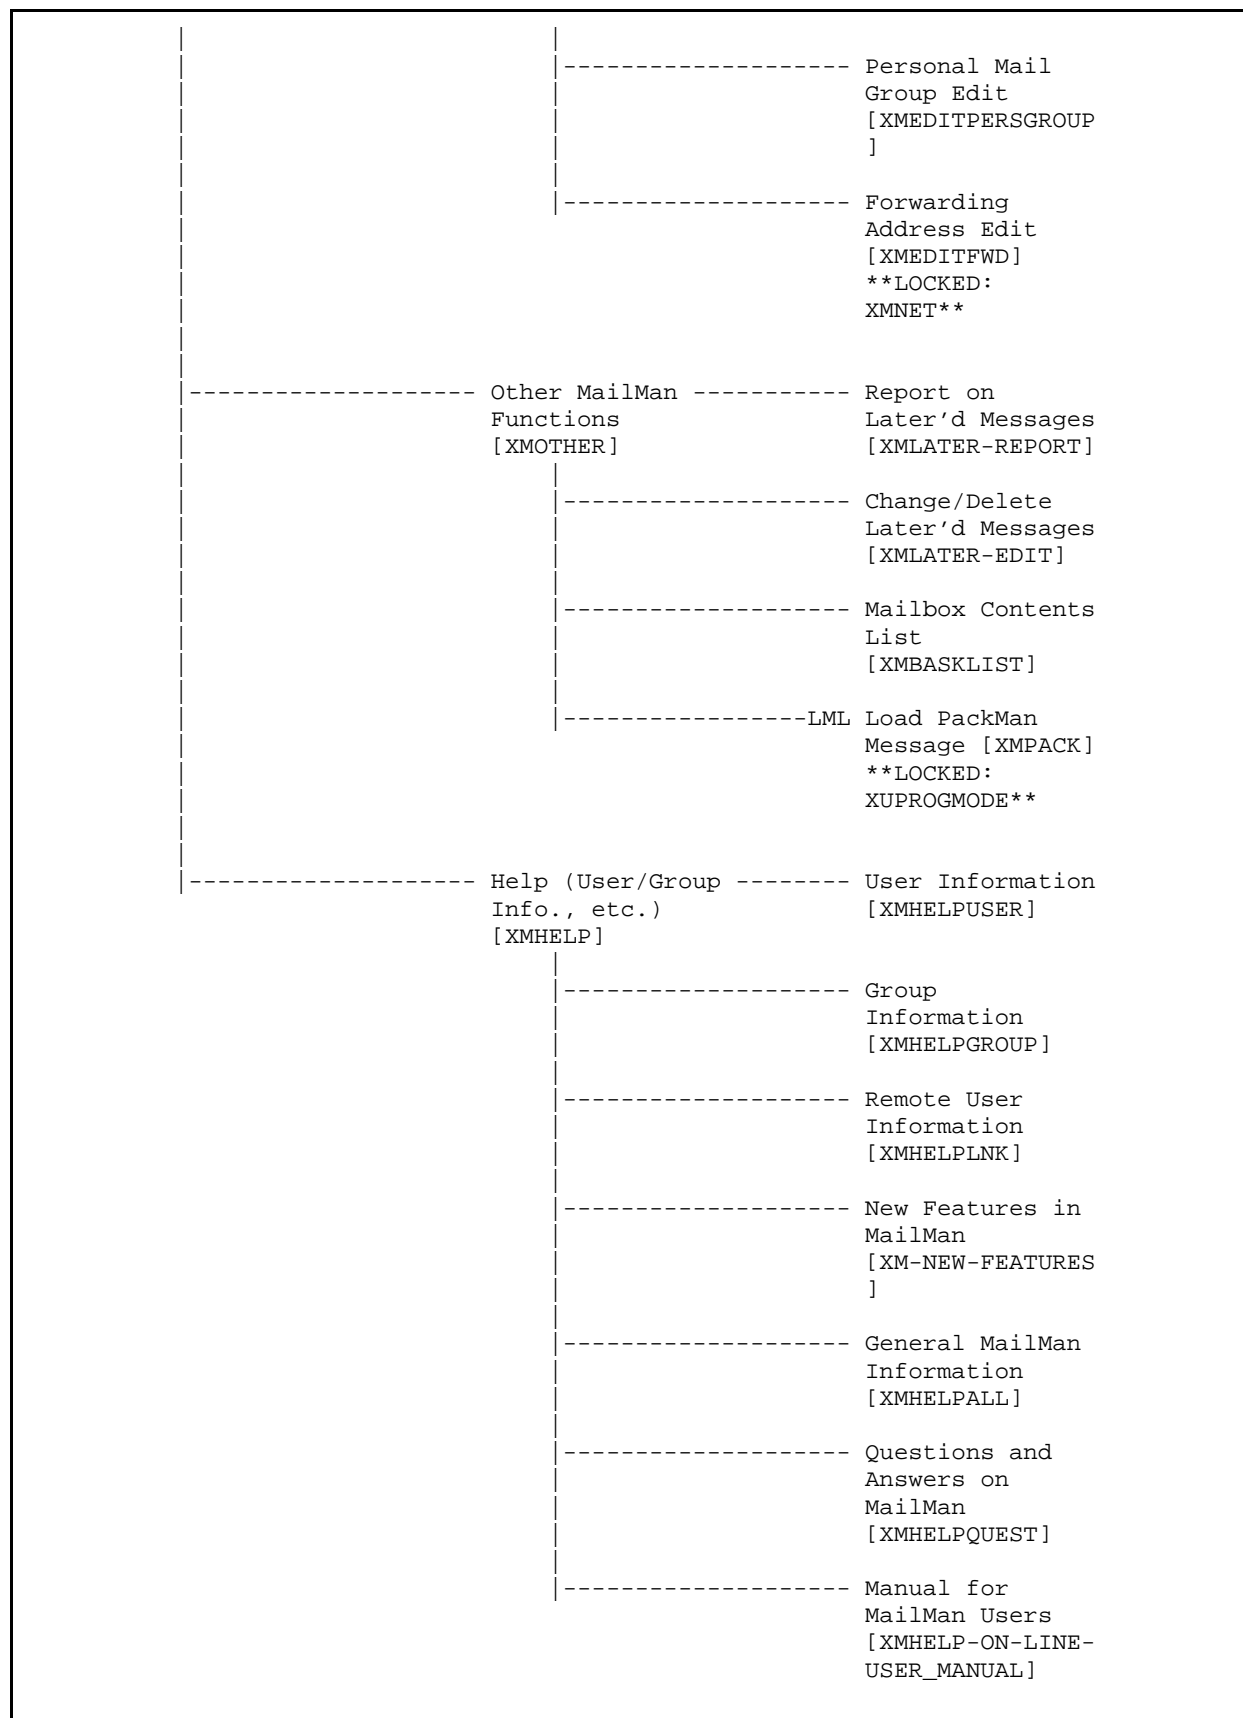 |-------------------- Personal Mail
Group Edit
[XMEDITPERSGROUP
]
|-------------------- Forwarding
Address Edit
[XMEDITFWD]
**LOCKED:
XMNET**
|-------------------- Other MailMan ----------- Report on
Functions Later’d Messages
[XMOTHER] [XMLATER-REPORT]
|-------------------- Change/Delete
Later’d Messages
[XMLATER-EDIT]
|-------------------- Mailbox Contents
List
[XMBASKLIST]
|-----------------LML Load PackMan
Message [XMPACK]
**LOCKED:
XUPROGMODE**
|-------------------- Help (User/Group -------- User Information
Info., etc.) [XMHELPUSER]
[XMHELP]
|-------------------- Group
Information
[XMHELPGROUP]
|-------------------- Remote User
Information
[XMHELPLNK]
|-------------------- New Features in
MailMan
[XM-NEW-FEATURES
]
|-------------------- General MailMan
Information
[XMHELPALL]
|-------------------- Questions and
Answers on
MailMan
[XMHELPQUEST]
|-------------------- Manual for
MailMan Users
[XMHELP-ON-LINE-
USER_MANUAL]